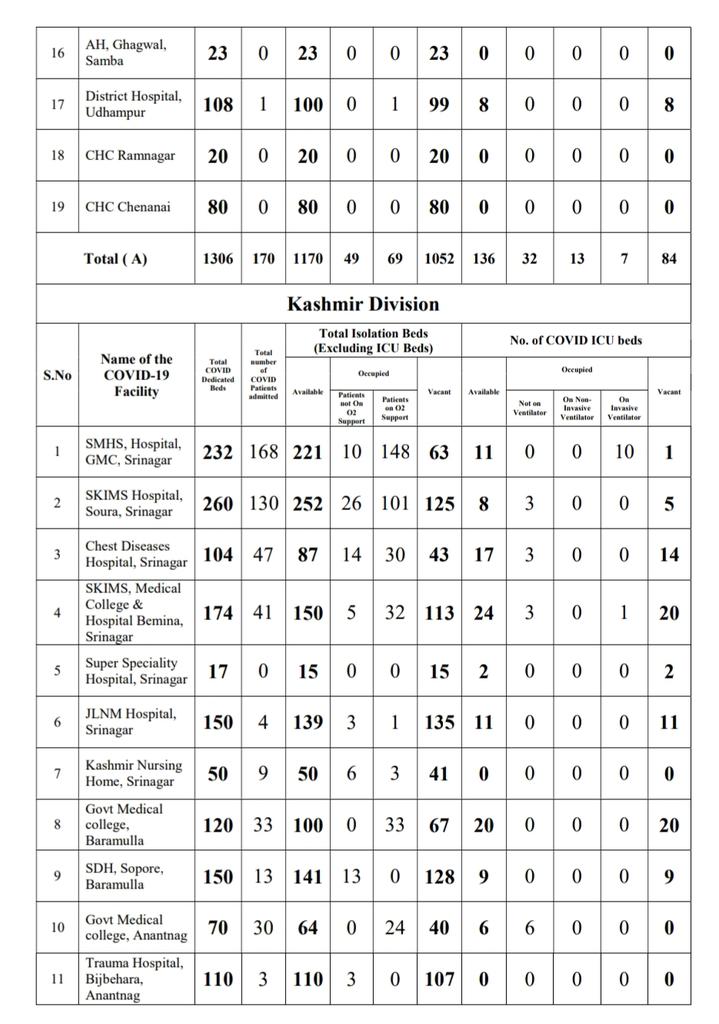 16 AH, Ghagwal, Samba 23 0 23 0 0 23 0 0 0 0 0
17 District Hospital, Udhampur 108 1 100 0 1 99 8 0 0 0 8
18 CHC Ramnagar 20 0 20 0 0 20 0 0 0 0 0
19 CHC Chenanai 80 0 80 0 0 80 0 0 0 0 0
Total ( A) 1306 170 1170 49 69 1052 136 32 13 7 84
Kashmir Division
S.No
Name of the COVID-19 Facility
Total COVID Dedicated Beds
Total number of COVID Patients admitted
Total Isolation Beds (Excluding ICU Beds)
Available
Occupied
Patients not On O2 Support
Patients on O2 Support
Vacant
No. of COVID ICU beds
Available
Occupied
Not on Ventilator
On Non-Invasive Ventilator
On Invasive Ventilator
Vacant
1 SMHS, Hospital, GMC, Srinagar 232 168 221 10 148 63 11 0 0 10 1
2 SKIMS Hospital, Soura, Srinagar 260 130 252 26 101 125 8 3 0 0 5
3 Chest Diseases Hospital, Srinagar 104 47 87 14 30 43 17 3 0 0 14
4 SKIMS, Medical College & Hospital Bemina, Srinagar 174 41 150 5 32 113 24 3 0 1 20
5 Super Speciality Hospital, Srinagar 17 0 15 0 0 15 2 0 0 0 2
6 JLNM Hospital, Srinagar 150 4 139 3 1 135 11 0 0 0 11
7 Kashmir Nursing Home, Srinagar 50 9 50 6 3 41 0 0 0 0 0
8 Govt Medical college, Baramulla 120 33 100 0 33 67 20 0 0 0 20
9 SDH, Sopore, Baramulla 150 13 141 13 0 128 9 0 0 0 9
10 Govt Medical college, Anantnag 70 30 64 0 24 40 6 6 0 0 0
11 Trauma Hospital, Bijbehara, Anantnag 110 3 110 3 0 107 0 0 0 0 0